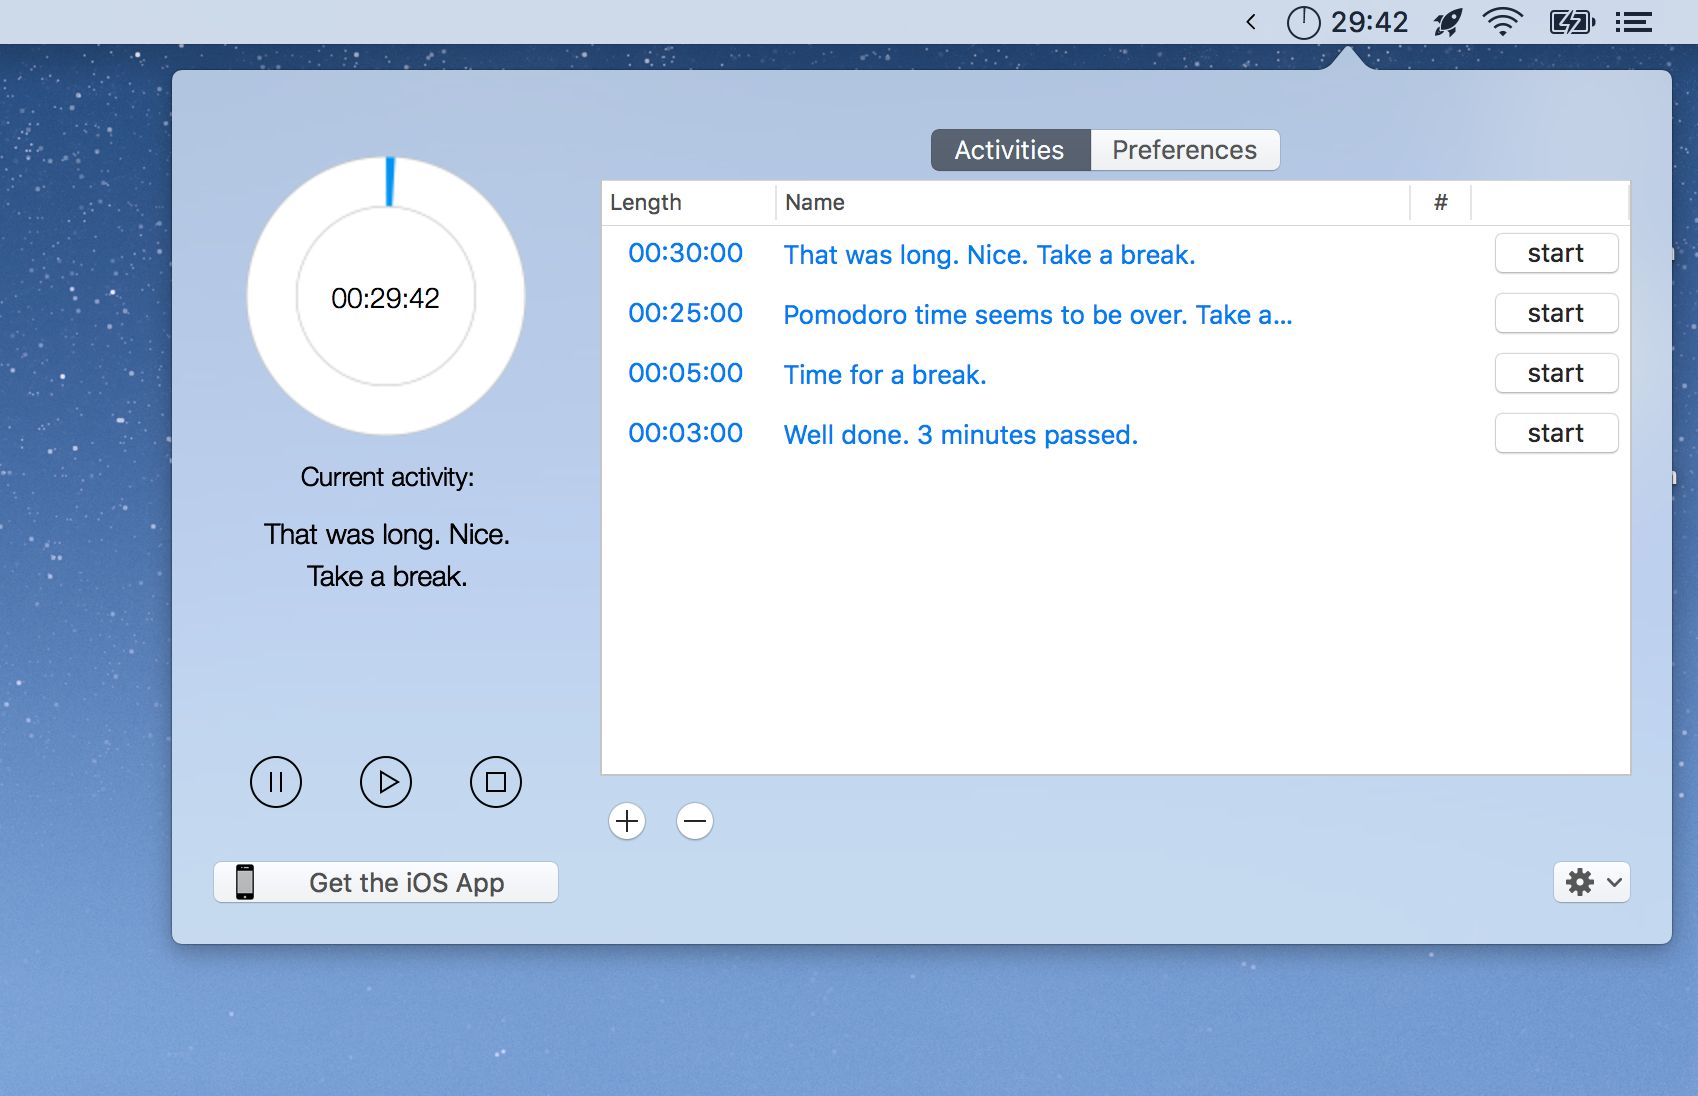 29:42
Activities Preferences
00:29:42
Current activity:
That was long. Nice.
Take a break.
Length Name #
00:30:00 That was long. Nice. Take a break. start
00:25:00 Pomodoro time seems to be over. Take a... start
00:05:00 Time for a break. start
00:03:00 Well done. 3 minutes passed. start
Get the iOS App